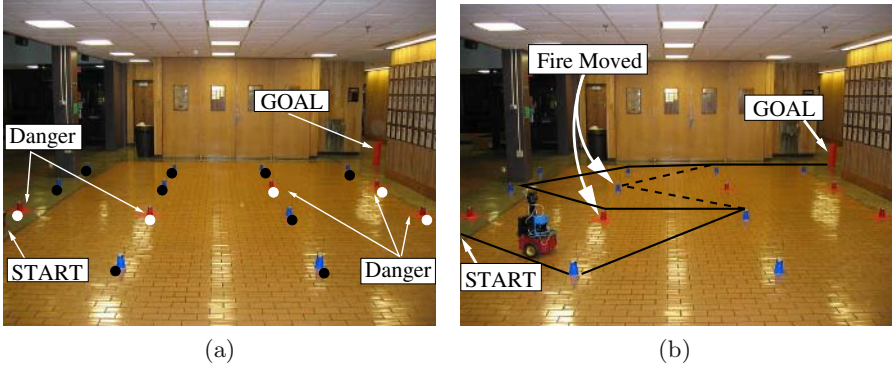 GOAL
Danger
START
Danger
(a)
Fire Moved
GOAL
START
(b)